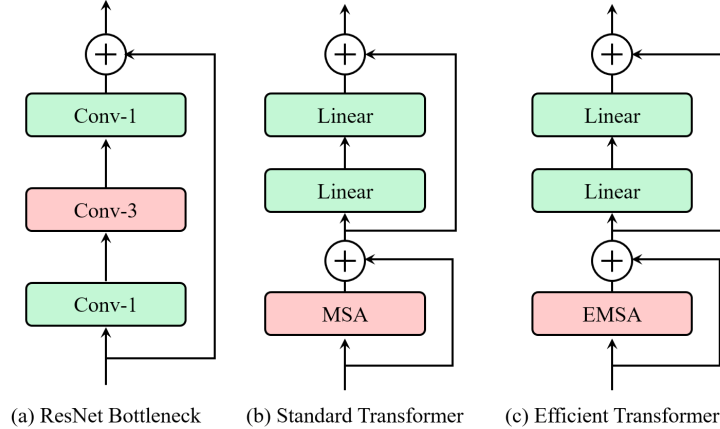 Conv-1
Conv-3
Conv-1
(a) ResNet Bottleneck
Linear
Linear
MSA
(b) Standard Transformer
Linear
Linear
EMSA
(c) Efficient Transformer